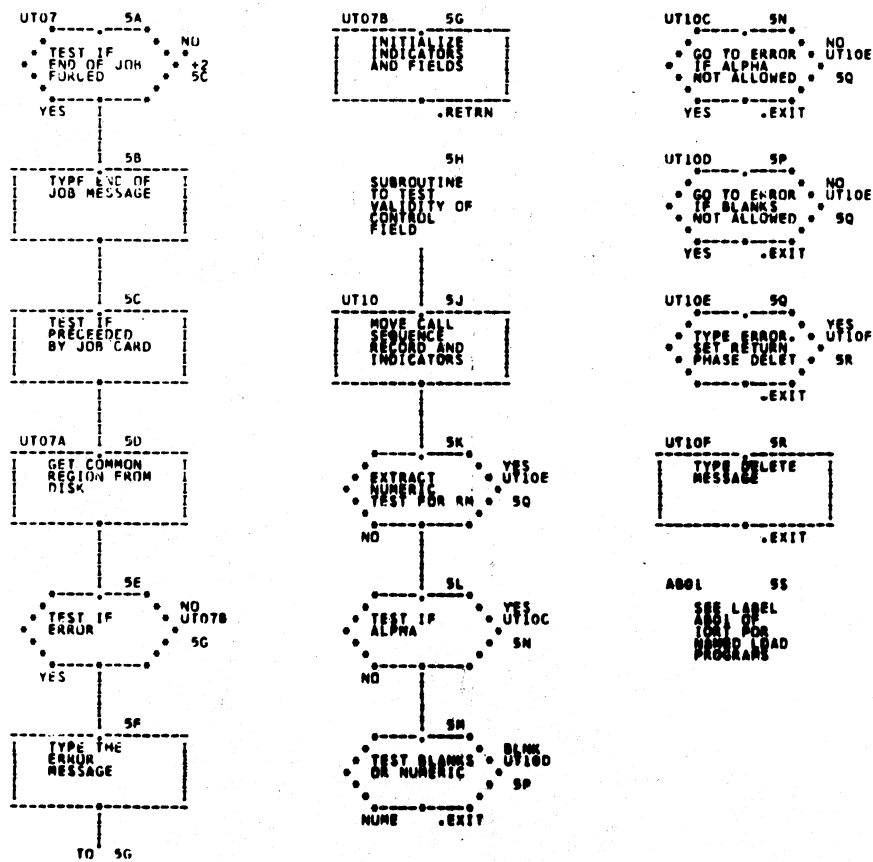 UT07 5A
TEST IF
END OF JOB
FORCED
NO
+2
5C
YES
5B
TYPE END OF
JOB MESSAGE
5C
TEST IF
PRECEEDED
BY JOB CARD
UT07A 5D
GET COMMON
REGION FROM
DISK
5E
TEST IF
ERROR
NO
UT07B
5G
YES
5F
TYPE THE
ERROR
MESSAGE
TO 5G
UT07B 5G
INITIALIZE
INDICATORS
AND FIELDS
.RETRN
5H
SUBROUTINE
TO TEST
VALIDITY OF
CONTROL
FIELD
UT10 5J
MOVE CALL
SEQUENCE
RECORD AND
INDICATORS
5K
EXTRACT
NUMERIC
TEST FOR RM
YES
UT10E
5Q
NO
5L
TEST IF
ALPHA
YES
UT10C
5N
NO
5M
TEST BLANKS
OR NUMERIC
BLNK
UT10D
5P
NUME .EXIT
UT10C 5N
GO TO ERROR
IF ALPHA
NOT ALLOWED
NO
UT10E
5Q
YES .EXIT
UT10D 5P
GO TO ERROR
IF BLANKS
NOT ALLOWED
NO
UT10E
5Q
YES .EXIT
UT10E 5Q
TYPE ERROR.
SET RETURN
PHASE DELET
YES
UT10F
5R
.EXIT
UT10F 5R
TYPE DELETE
MESSAGE
.EXIT
AB01 5S
SEE LABEL
AB01 OF
IORT FOR
NAMED LOAD
PROGRAMS